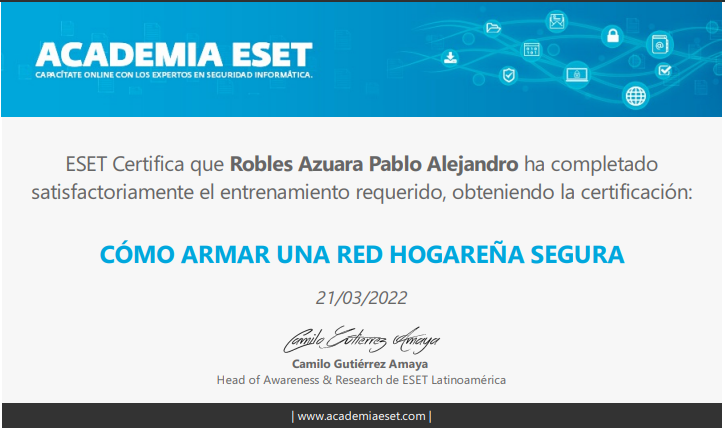 ACADEMIA ESET
CAPACÍTATE ONLINE CON LOS EXPERTOS EN SEGURIDAD INFORMÁTICA.
ESET Certifica que Robles Azuara Pablo Alejandro ha completado
satisfactoriamente el entrenamiento requerido, obteniendo la certificación:
CÓMO ARMAR UNA RED HOGAREÑA SEGURA
21/03/2022
Camilo Gutierrez Amaya
Camilo Gutiérrez Amaya
Head of Awareness & Research de ESET Latinoamérica
| www.academiaeset.com |